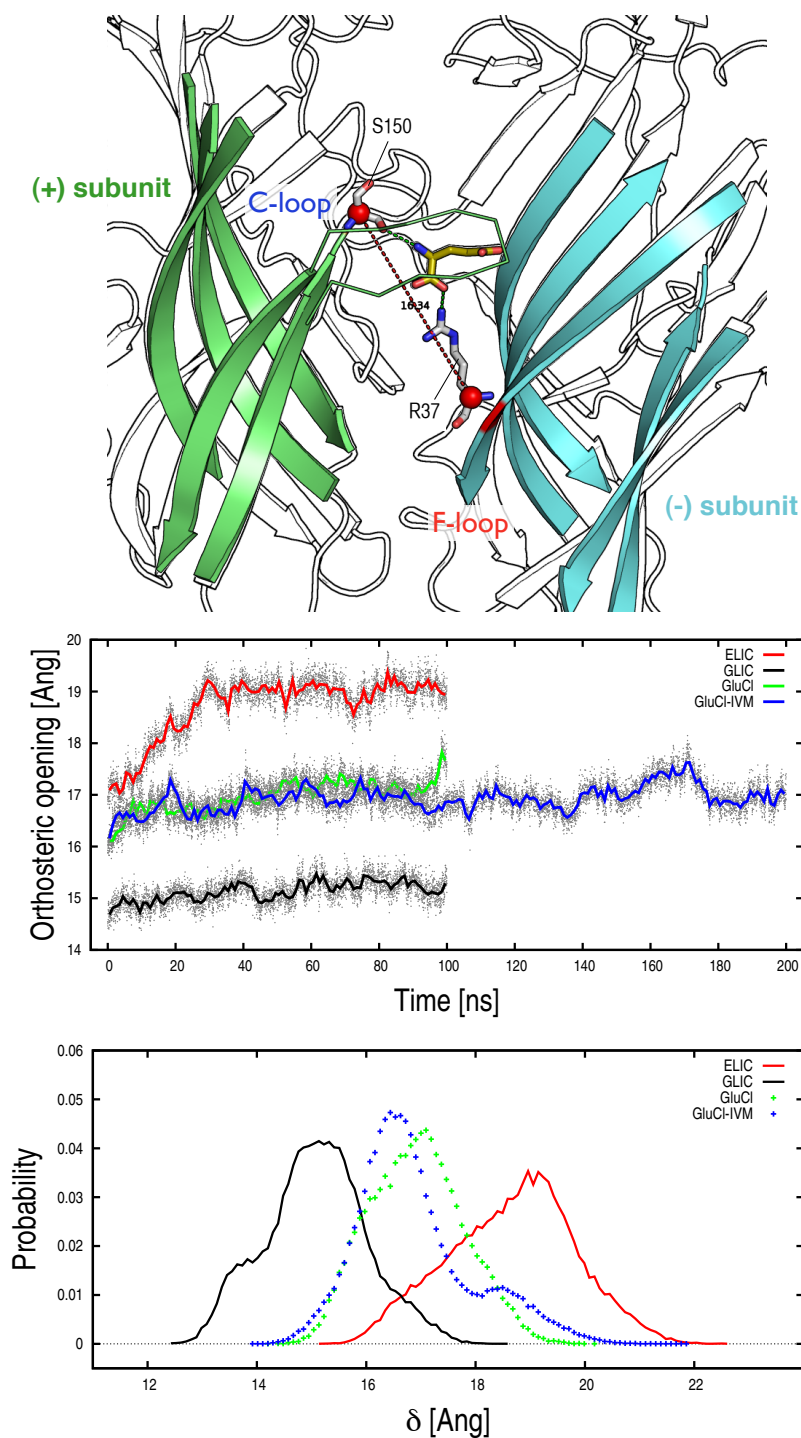 S150
(+) subunit
C-loop
16.34
R37
(-) subunit
F-loop
20
19
18
17
16
15
14
Orthosteric opening [Ang]
ELIC
GLIC
GluCl
GluCl-IVM
0 20 40 60 80 100 120 140 160 180 200
Time [ns]
0.06
0.05
0.04
0.03
0.02
0.01
0
Probability
ELIC
GLIC
GluCl
GluCl-IVM
12 14 16 18 20 22
δ [Ang]